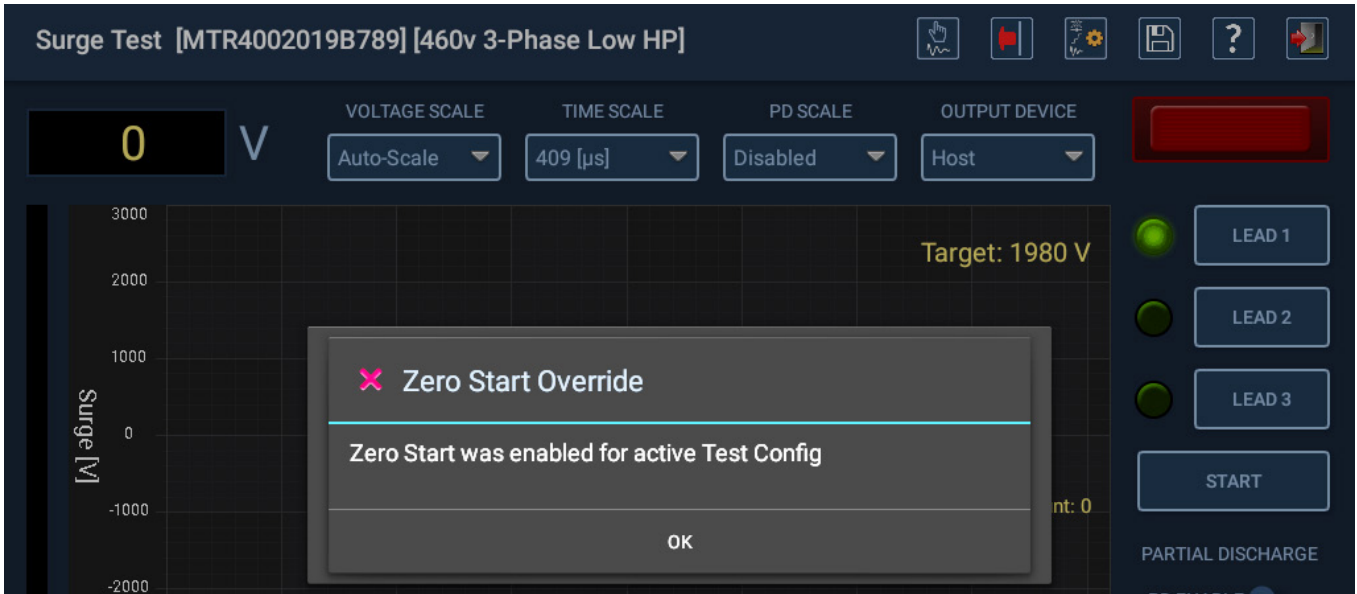 Surge Test [MTR4002019B789] [460v 3-Phase Low HP]
?
VOLTAGE SCALE TIME SCALE PD SCALE OUTPUT DEVICE
0 V Auto-Scale 409 [µs] Disabled Host
3000
Target: 1980 V
LEAD 1
2000
LEAD 2
1000
Zero Start Override
LEAD 3
Surge [V]
0
Zero Start was enabled for active Test Config
START
-1000
nt: 0
OK
PARTIAL DISCHARGE
-2000